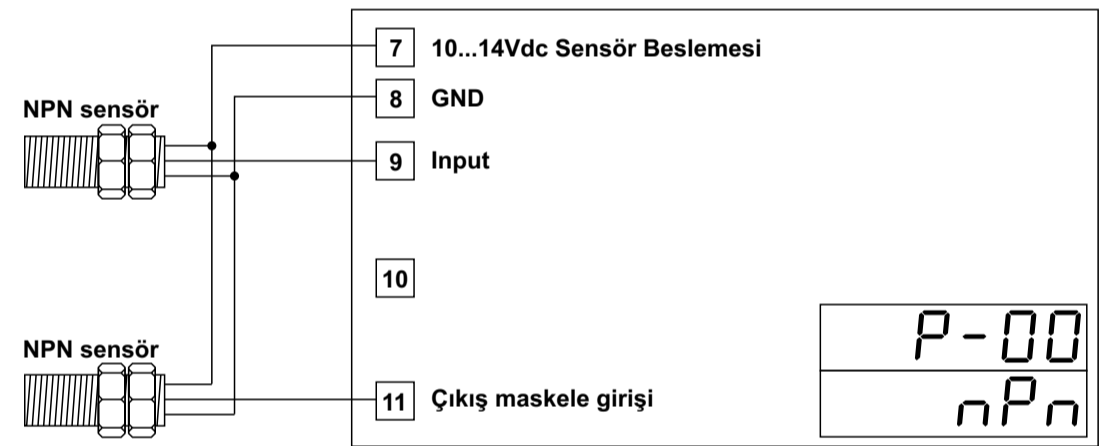 7 10...14Vdc Sensör Beslemesi
8 GND
NPN sensör
9 Input
10
P-00
NPN sensör
nPn
11 Çıkış maskele girişi